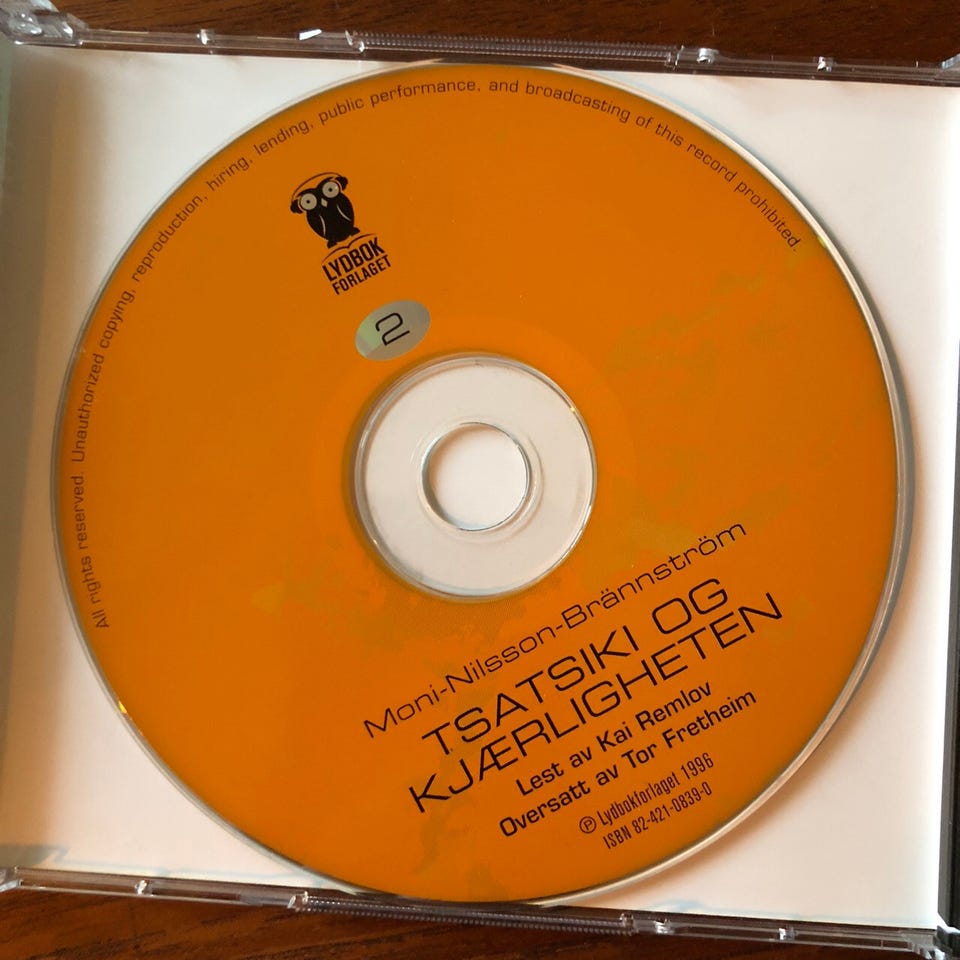 All rights reserved. Unauthorized copying, reproduction, hiring, lending, public performance, and broadcasting of this record prohibited.
LYDBOK
FORLAGET
2
Moni-Nilsson-Brännström
TSATSIKI OG
KJÆRLIGHETEN
Lest av Kai Remlov
Oversatt av Tor Fretheim
℗ Lydbokforlaget 1996
ISBN 82-421-0839-0